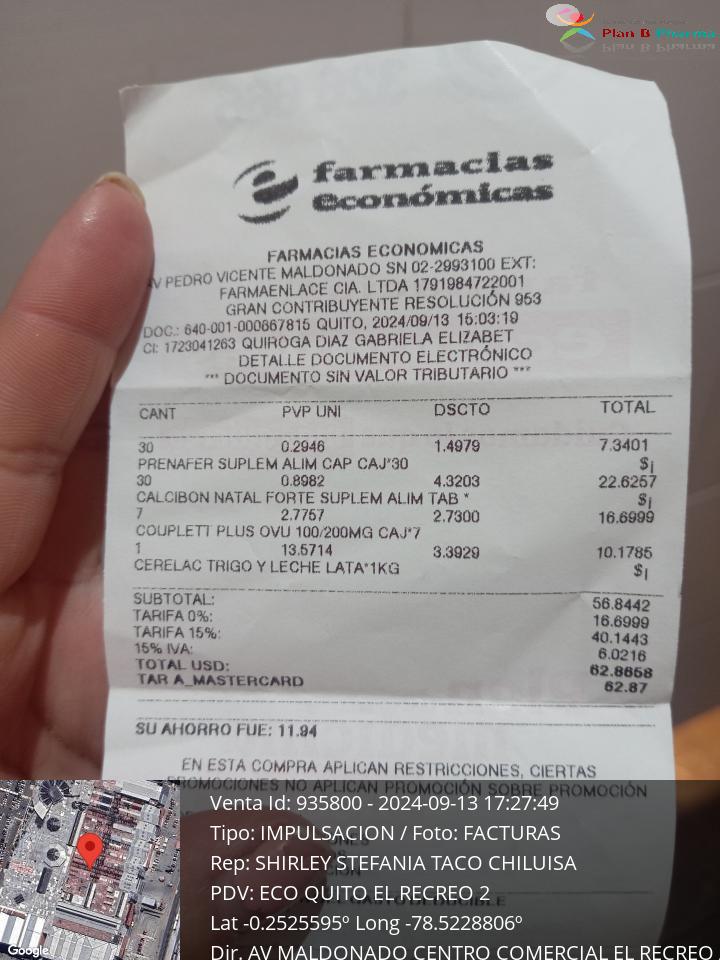 Plan B Pharma
farmacias
económicas
FARMACIAS ECONOMICAS
AV PEDRO VICENTE MALDONADO SN 02-2993100 EXT:
FARMAENLACE CIA. LTDA 1791984722001
GRAN CONTRIBUYENTE RESOLUCIÓN 953
DOC.: 640-001-000667815 QUITO, 2024/09/13 15:03:19
CI: 1723041263 QUIROGA DIAZ GABRIELA ELIZABET
DETALLE DOCUMENTO ELECTRÓNICO
*** DOCUMENTO SIN VALOR TRIBUTARIO ***
CANT PVP UNI DSCTO TOTAL
30 0.2946 1.4979 7.3401
PRENAFER SUPLEM ALIM CAP CAJ*30 $¡
30 0.8982 4.3203 22.6257
CALCIBON NATAL FORTE SUPLEM ALIM TAB * $¡
7 2.7757 2.7300 16.6999
COUPLETT PLUS OVU 100/200MG CAJ*7
1 13.5714 3.3929 10.1785
CERELAC TRIGO Y LECHE LATA*1KG $¡
SUBTOTAL: 56.8442
TARIFA 0%: 16.6999
TARIFA 15%: 40.1443
15% IVA: 6.0216
TOTAL USD: 62.8658
TAR A_MASTERCARD 62.87
SU AHORRO FUE: 11.94
EN ESTA COMPRA APLICAN RESTRICCIONES, CIERTAS
PROMOCIONES NO APLICAN PROMOCIÓN SOBRE PROMOCIÓN
Venta Id: 935800 - 2024-09-13 17:27:49
Tipo: IMPULSACION / Foto: FACTURAS
Rep: SHIRLEY STEFANIA TACO CHILUISA
PDV: ECO QUITO EL RECREO 2
Lat -0.2525595º Long -78.5228806º
Dir. AV MALDONADO CENTRO COMERCIAL EL RECREO
Google